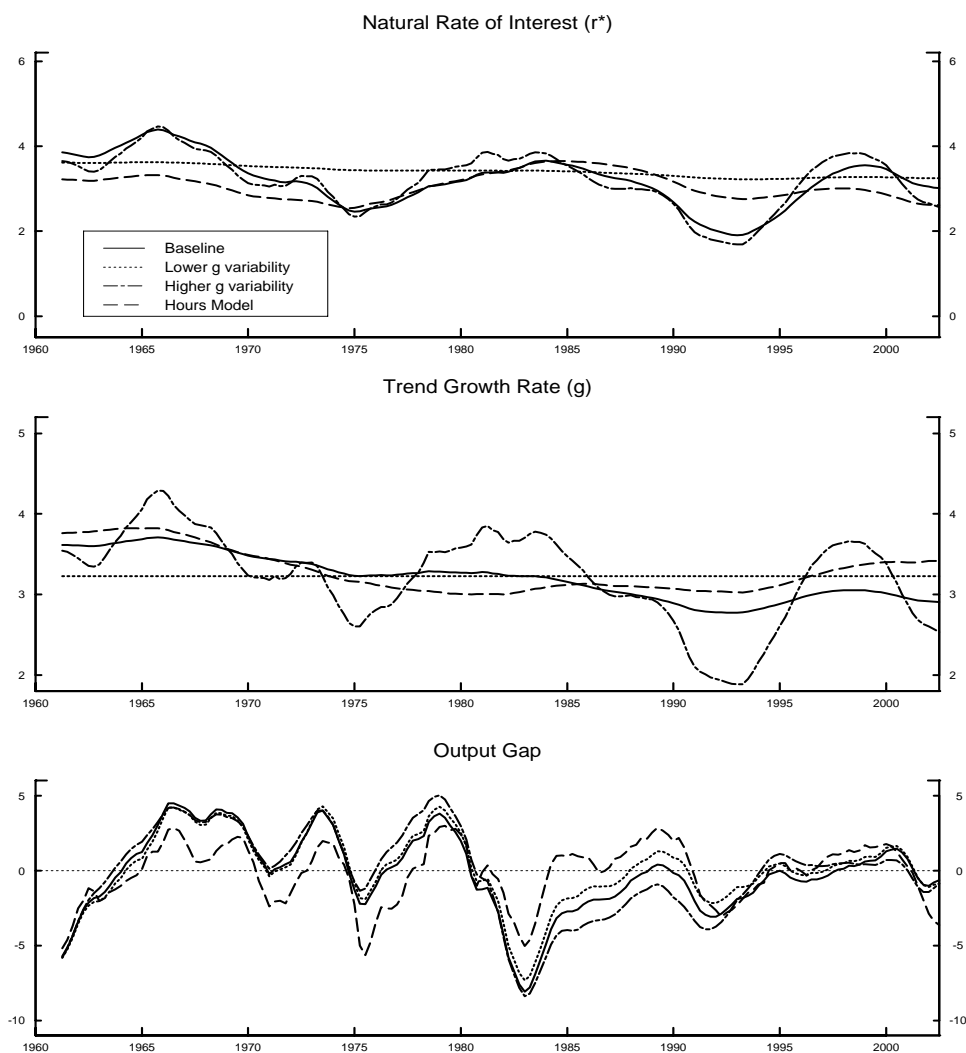 Natural Rate of Interest (r*)
6 6
4 4
2 2
0 0
Baseline
Lower g variability
Higher g variability
Hours Model
1960 1965 1970 1975 1980 1985 1990 1995 2000
Trend Growth Rate (g)
5 5
4 4
3 3
2 2
1960 1965 1970 1975 1980 1985 1990 1995 2000
Output Gap
5 5
0 0
-5 -5
-10 -10
1960 1965 1970 1975 1980 1985 1990 1995 2000